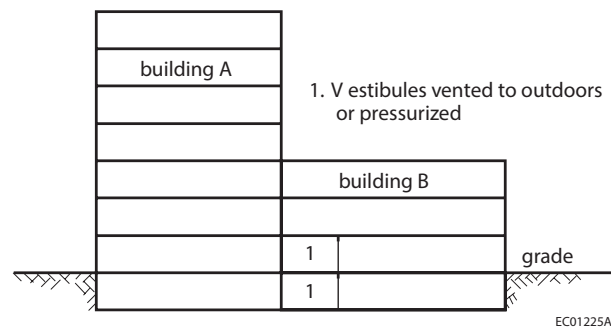 building A
1. V estibules vented to outdoors
or pressurized
building B
1
grade
1
EC01225A